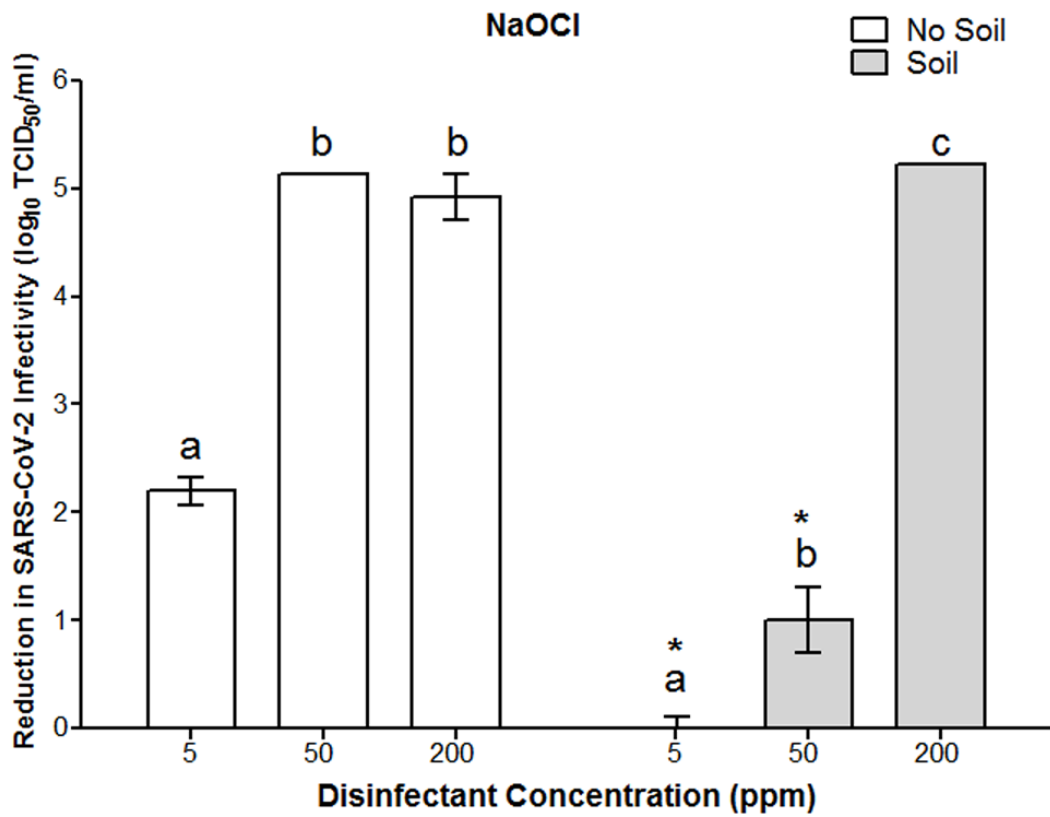 NaOCl
No Soil
Soil
Reduction in SARS-CoV-2 Infectivity (log₁₀ TCID₅₀/ml)
6
5
4
3
2
1
0
a
b
b
*
a
*
b
c
5
50
200
5
50
200
Disinfectant Concentration (ppm)